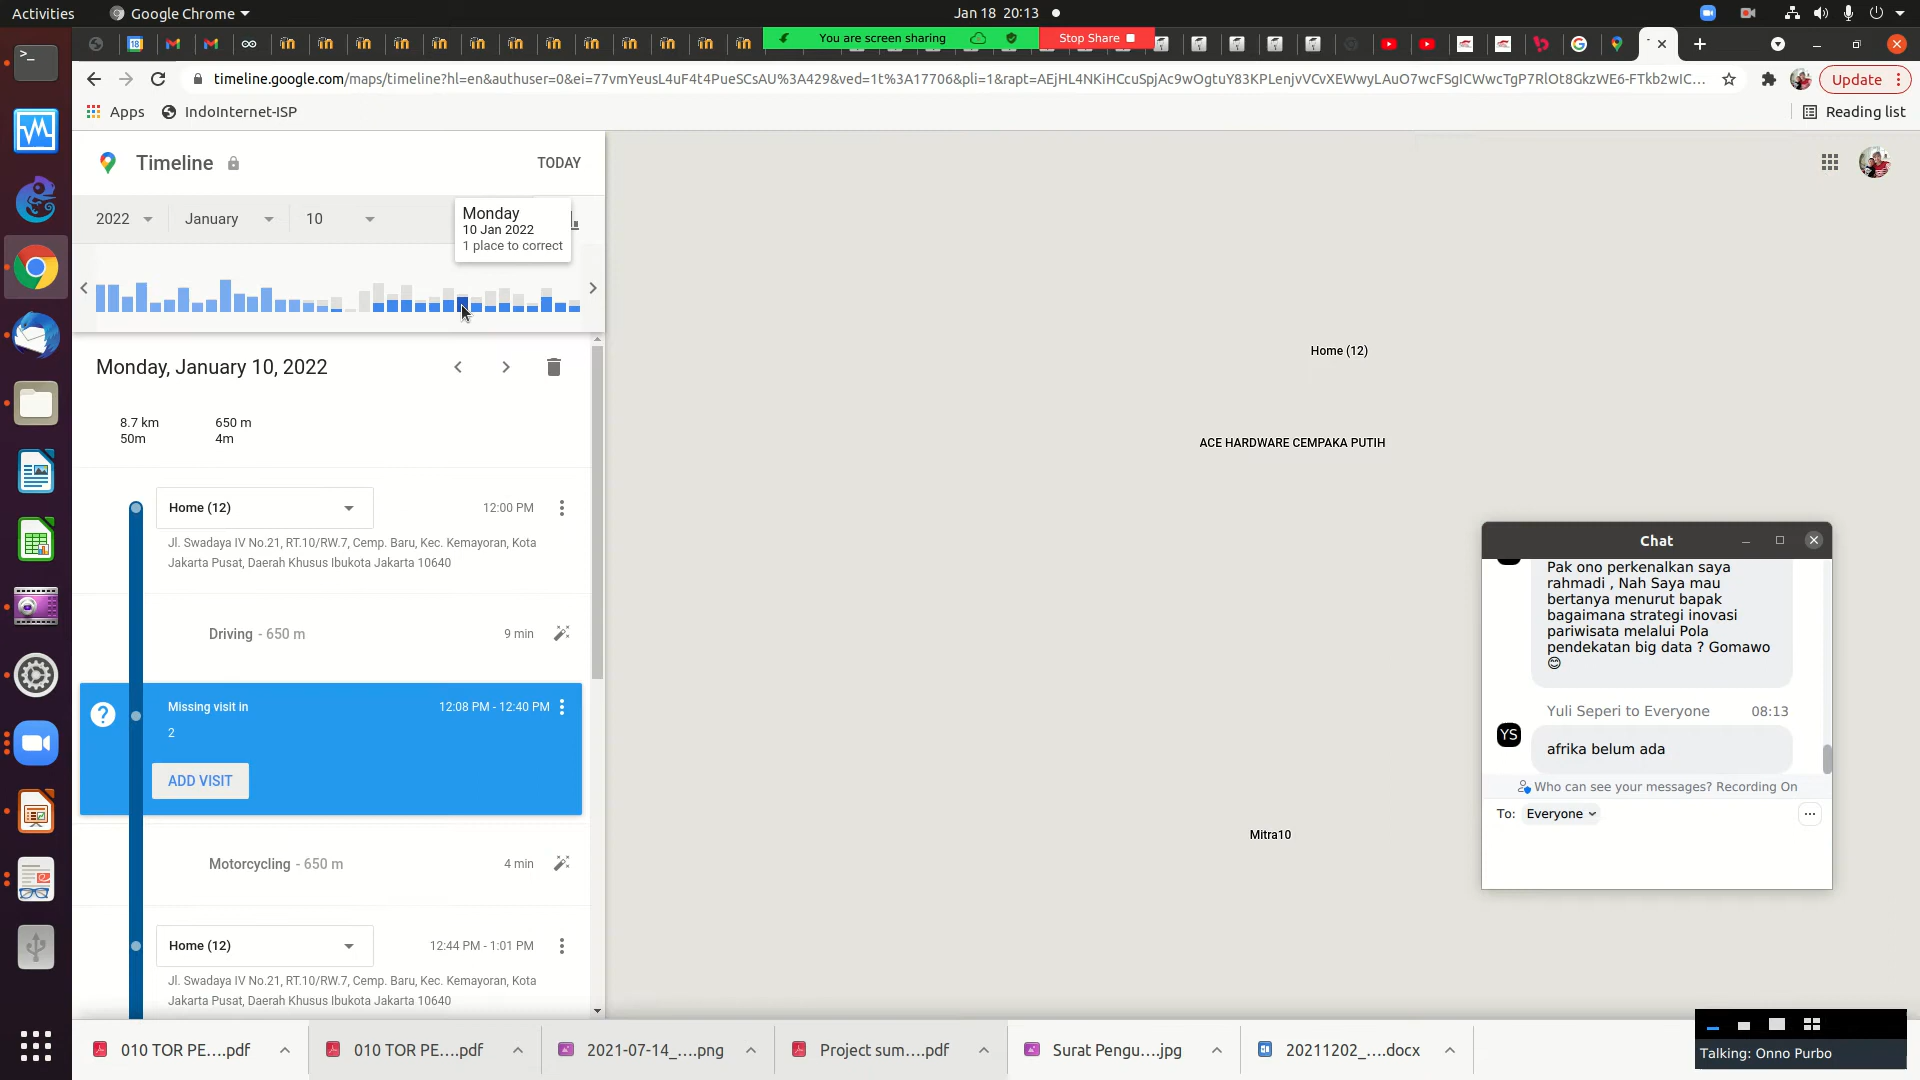 Activities
Google Chrome
Jan 18 20:13
You are screen sharing
Stop Share
timeline.google.com/maps/timeline?hl=en&authuser=0&ei=77vmYeusL4uF4t4PueSCsAU%3A429&ved=1t%3A17706&pli=1&rapt=AEjHL4NKiHCcuSpjAc9wOgtuY83KPLenjvVCvXEWwyLAuO7wcFSgICWwcTgP7RlOt8GkzWE6-FTkb2wIC...
Update
Apps
IndoInternet-ISP
Reading list
Timeline
TODAY
2022
January
10
Monday
10 Jan 2022
1 place to correct
Monday, January 10, 2022
8.7 km
50m
650 m
4m
Home (12)
12:00 PM
Jl. Swadaya IV No.21, RT.10/RW.7, Cemp. Baru, Kec. Kemayoran, Kota
Jakarta Pusat, Daerah Khusus Ibukota Jakarta 10640
Driving - 650 m
9 min
Missing visit in
12:08 PM - 12:40 PM
2
ADD VISIT
Motorcycling - 650 m
4 min
Home (12)
12:44 PM - 1:01 PM
Jl. Swadaya IV No.21, RT.10/RW.7, Cemp. Baru, Kec. Kemayoran, Kota
Jakarta Pusat, Daerah Khusus Ibukota Jakarta 10640
Home (12)
ACE HARDWARE CEMPAKA PUTIH
Mitra10
Chat
Pak ono perkenalkan saya
rahmadi , Nah Saya mau
bertanya menurut bapak
bagaimana strategi inovasi
pariwisata melalui Pola
pendekatan big data ? Gomawo
😊
Yuli Seperi to Everyone
08:13
YS
afrika belum ada
Who can see your messages? Recording On
To: Everyone
010 TOR PE....pdf
010 TOR PE....pdf
2021-07-14_....png
Project sum....pdf
Surat Pengu....jpg
20211202_....docx
Talking: Onno Purbo